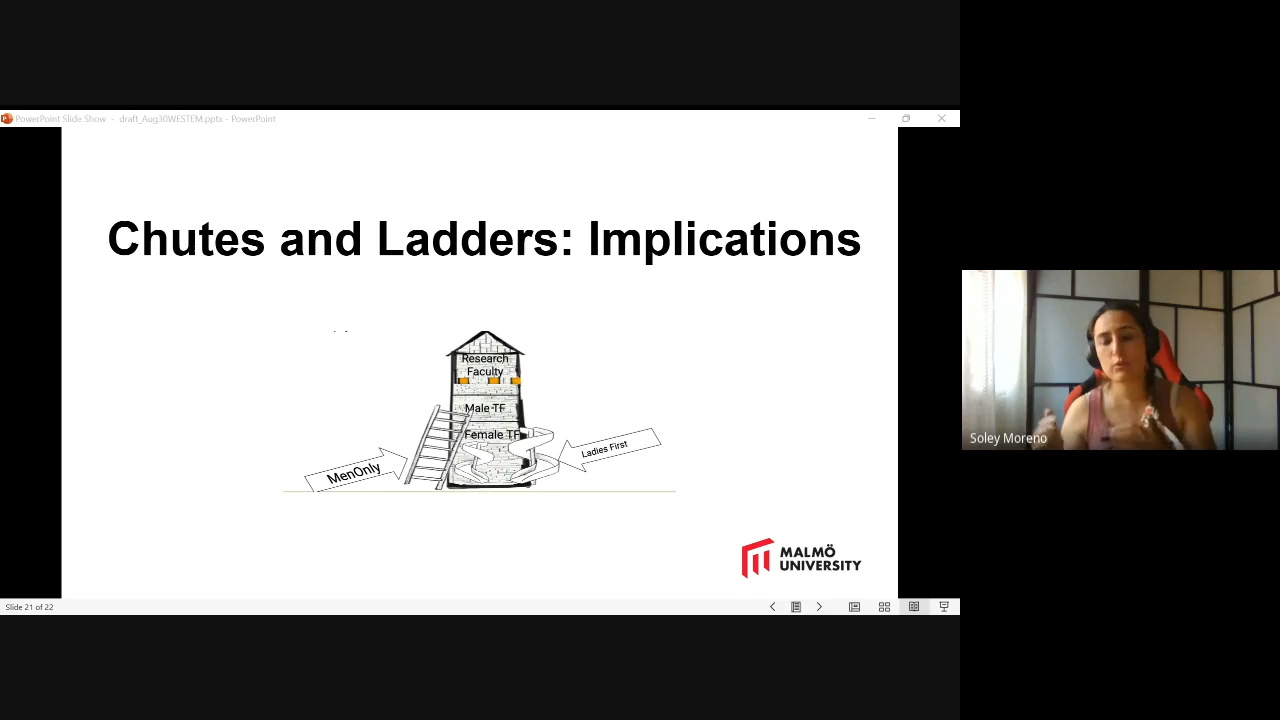 PowerPoint Slide Show - draft_Aug30WESTEM.pptx - PowerPoint
Chutes and Ladders: Implications
Research
Faculty
Male TF
Female TF
MenOnly
Ladies First
MALMÖ
UNIVERSITY
Soley Moreno
Slide 21 of 22